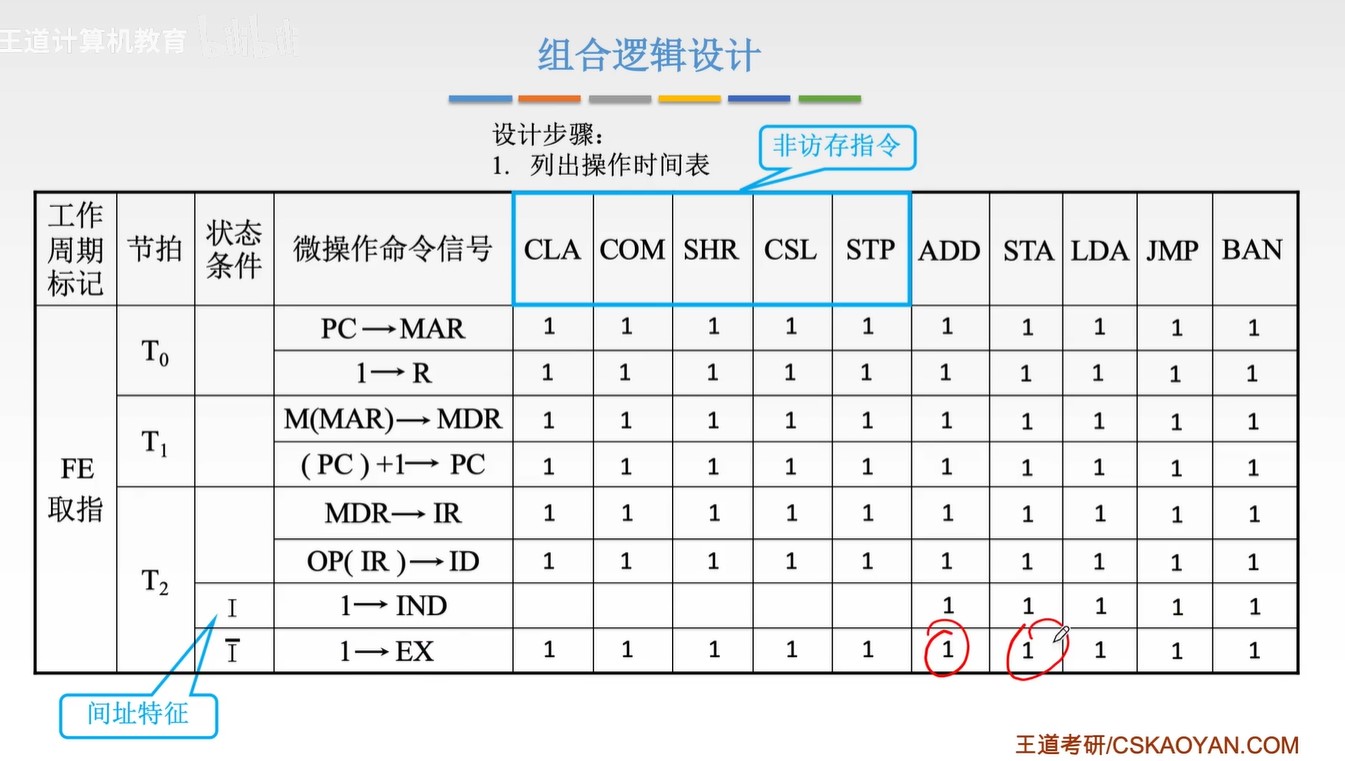 王道计算机教育 bilibili
组合逻辑设计
设计步骤:
1. 列出操作时间表
非访存指令
工作周期标记 节拍 状态条件 微操作命令信号 CLA COM SHR CSL STP ADD STA LDA JMP BAN
FE 取指 T₀ PC→MAR 1 1 1 1 1 1 1 1 1 1
1→R 1 1 1 1 1 1 1 1 1 1
T₁ M(MAR)→MDR 1 1 1 1 1 1 1 1 1 1
(PC)+1→PC 1 1 1 1 1 1 1 1 1 1
T₂ MDR→IR 1 1 1 1 1 1 1 1 1 1
OP(IR)→ID 1 1 1 1 1 1 1 1 1 1
I 1→IND 1 1 1 1 1
Ī 1→EX 1 1 1 1 1 1 1 1 1 1
间址特征
王道考研/CSKAOYAN.COM